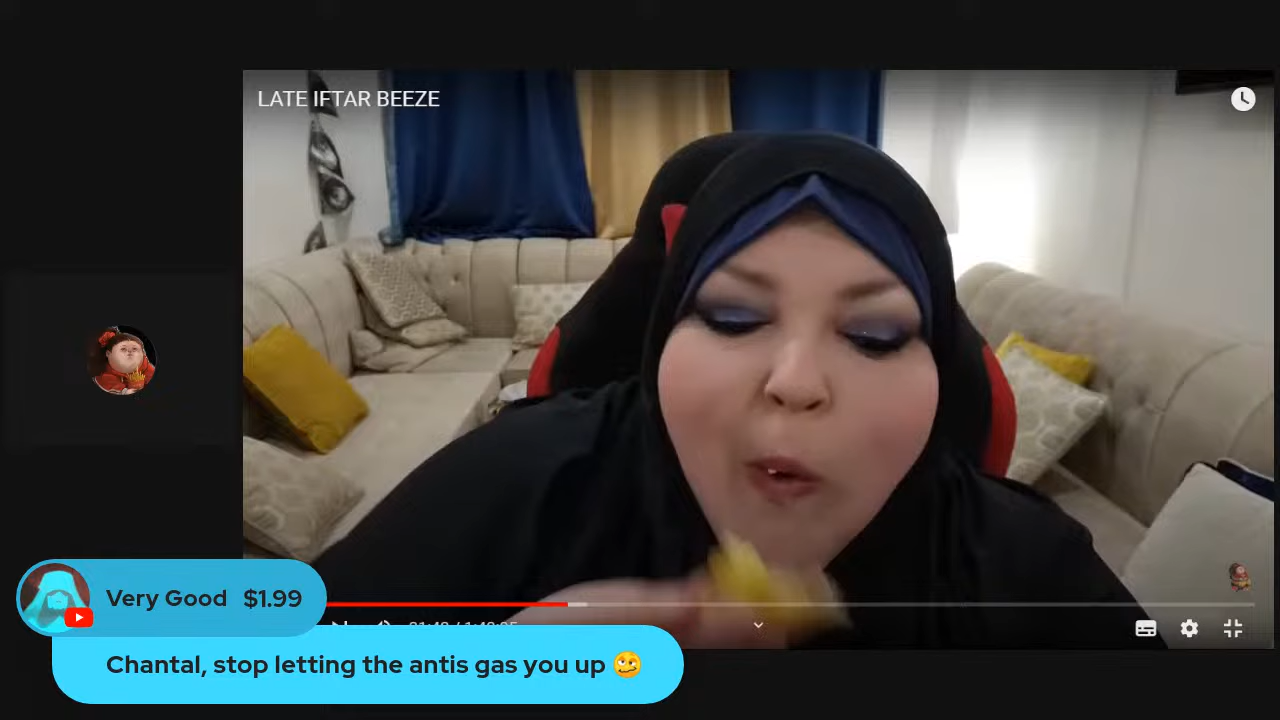 LATE IFTAR BEEZE
Very Good $1.99
Chantal, stop letting the antis gas you up 🥴